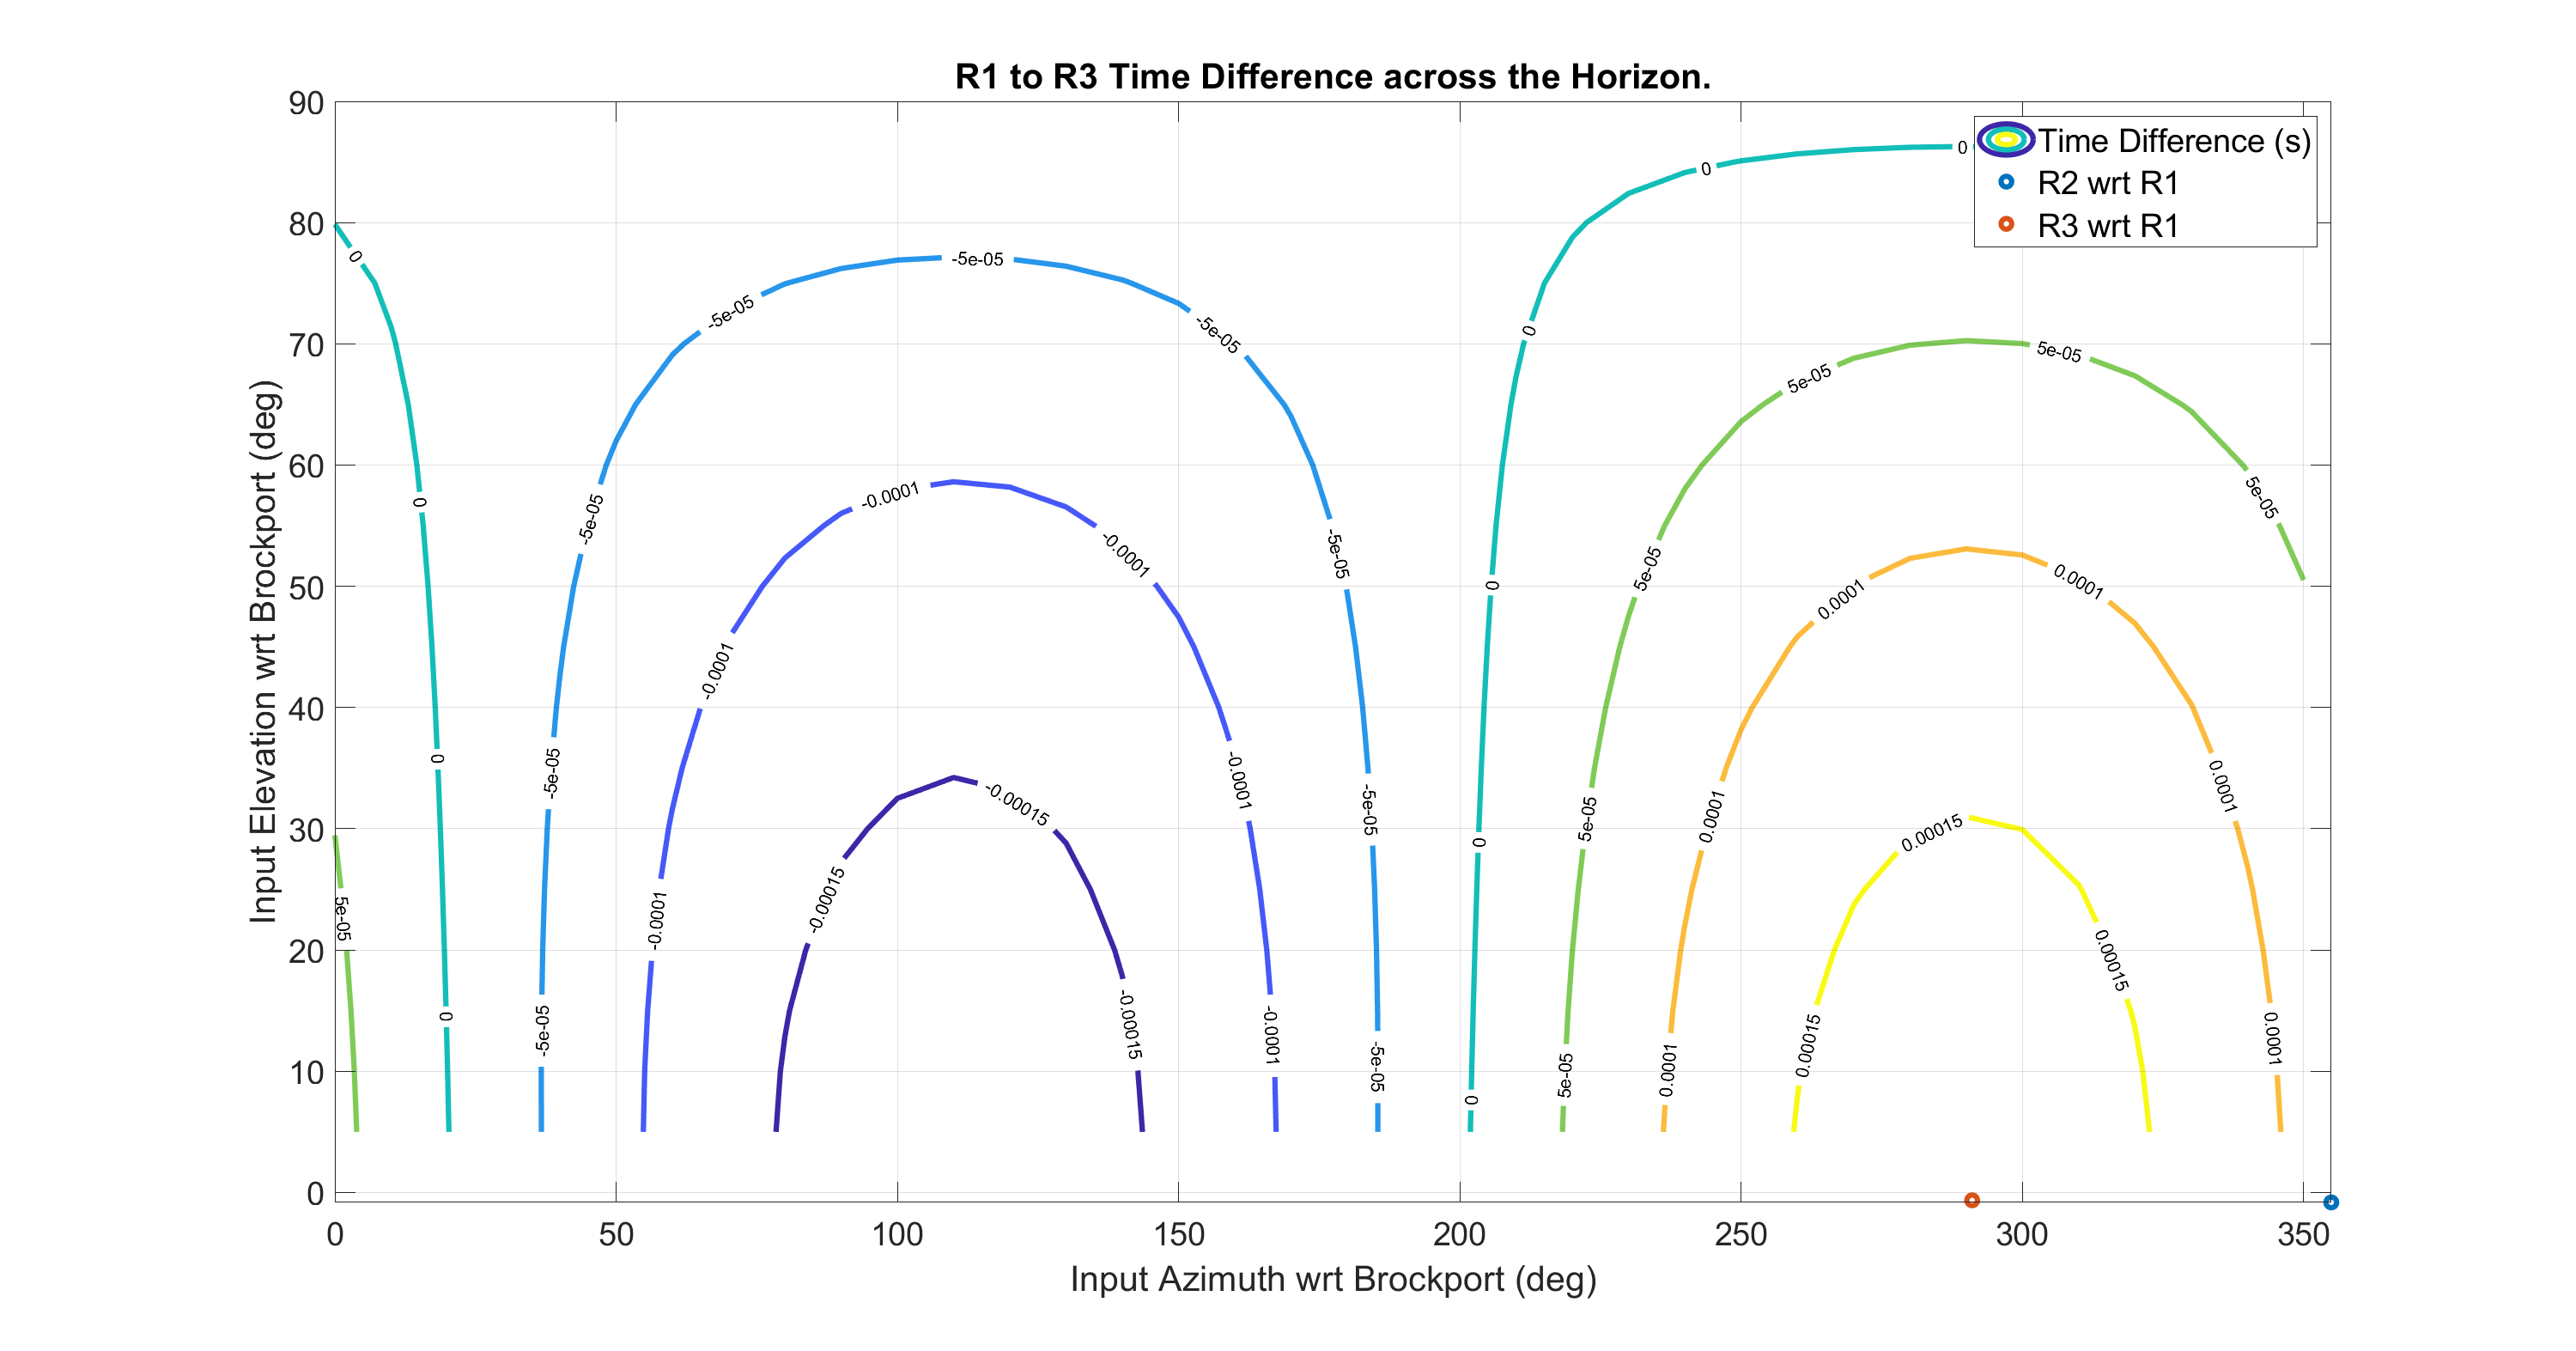 R1 to R3 Time Difference across the Horizon.
Time Difference (s)
R2 wrt R1
R3 wrt R1
Input Elevation wrt Brockport (deg)
90
80
70
60
50
40
30
20
10
0
0
0
0
0
0
0
0
0
0
0
-5e-05
-5e-05
-5e-05
-5e-05
-5e-05
-5e-05
-5e-05
-5e-05
-5e-05
-0.0001
-0.0001
-0.0001
-0.0001
-0.0001
-0.0001
-0.00015
-0.00015
-0.00015
5e-05
5e-05
5e-05
5e-05
5e-05
5e-05
5e-05
0.0001
0.0001
0.0001
0.0001
0.0001
0.0001
0.00015
0.00015
0.00015
0
50
100
150
200
250
300
350
Input Azimuth wrt Brockport (deg)